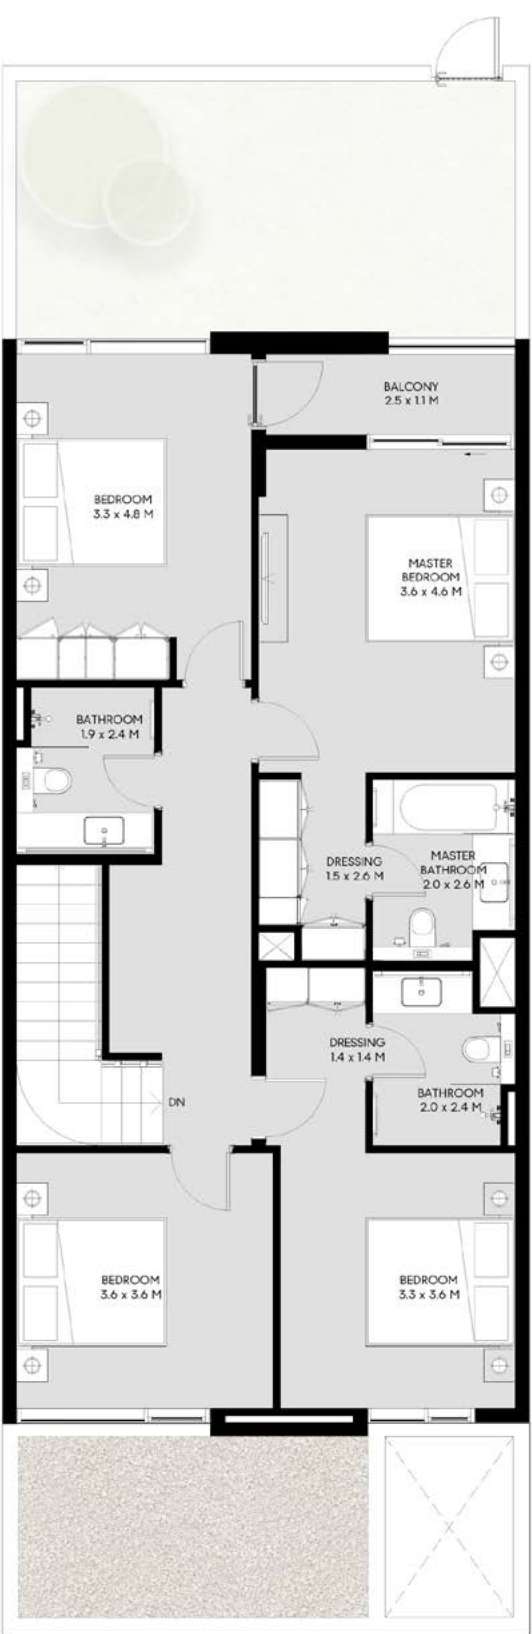 BALCONY
2.5 x 1.1 M
BEDROOM
3.3 x 4.8 M
MASTER
BEDROOM
3.6 x 4.6 M
BATHROOM
1.9 x 2.4 M
DRESSING
1.5 x 2.6 M
MASTER
BATHROOM
2.0 x 2.6 M
DRESSING
1.4 x 1.4 M
BATHROOM
2.0 x 2.4 M
DN
BEDROOM
3.6 x 3.6 M
BEDROOM
3.3 x 3.6 M